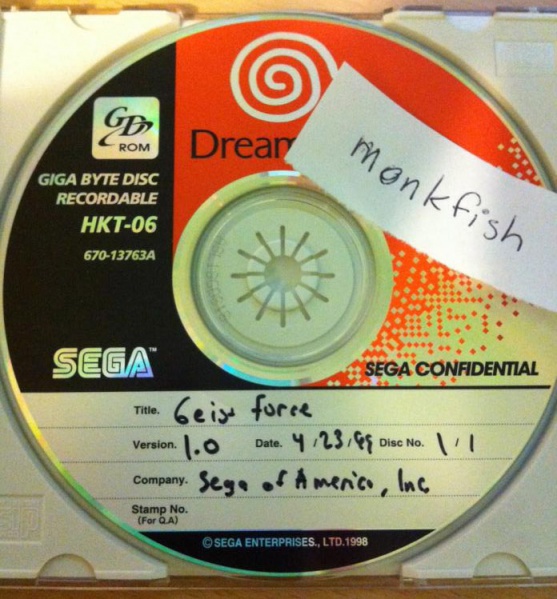 GD
ROM
Dream
monkfish
GIGA BYTE DISC
RECORDABLE
HKT-06
670-13763A
SEGA™
SEGA CONFIDENTIAL
Title. Geist force
Version. 1.0 Date. 4/23/99 Disc No. 1/1
Company. Sega of America, Inc
Stamp No.
(For Q.A)
©SEGA ENTERPRISES., LTD.1998